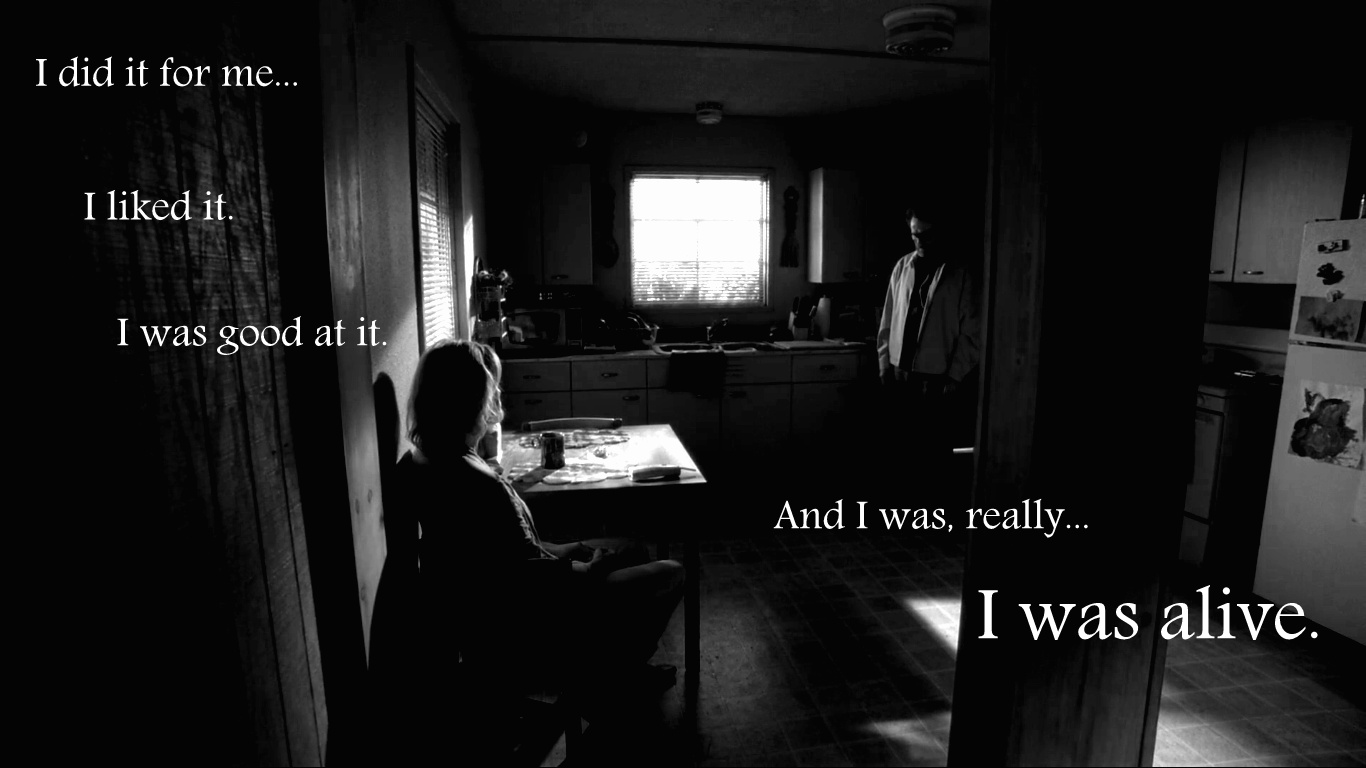 I did it for me...
I liked it.
I was good at it.
And I was, really...
I was alive.